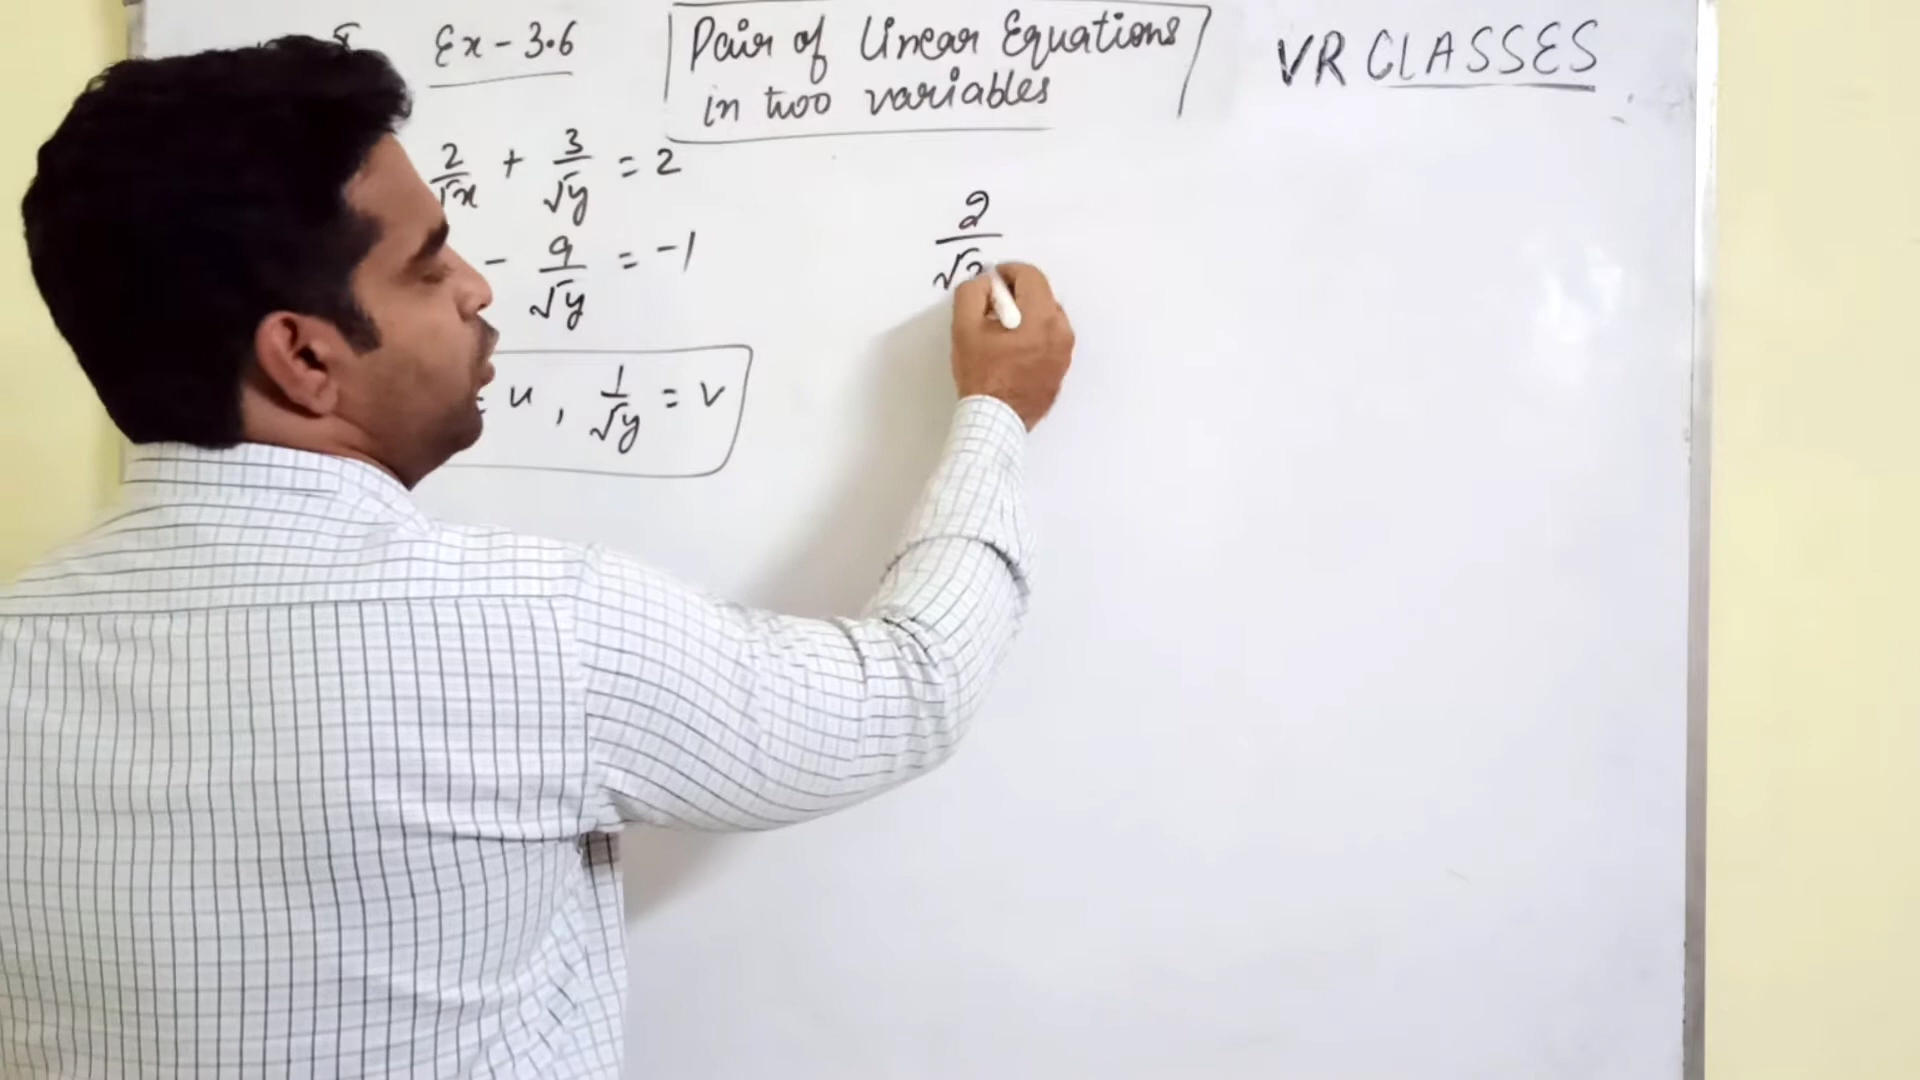 Ex - 3.6
Pair of Linear Equations
in two variables
VR CLASSES
2/√x + 3/√y = 2
- 9/√y = -1
= u , 1/√y = v
2/√